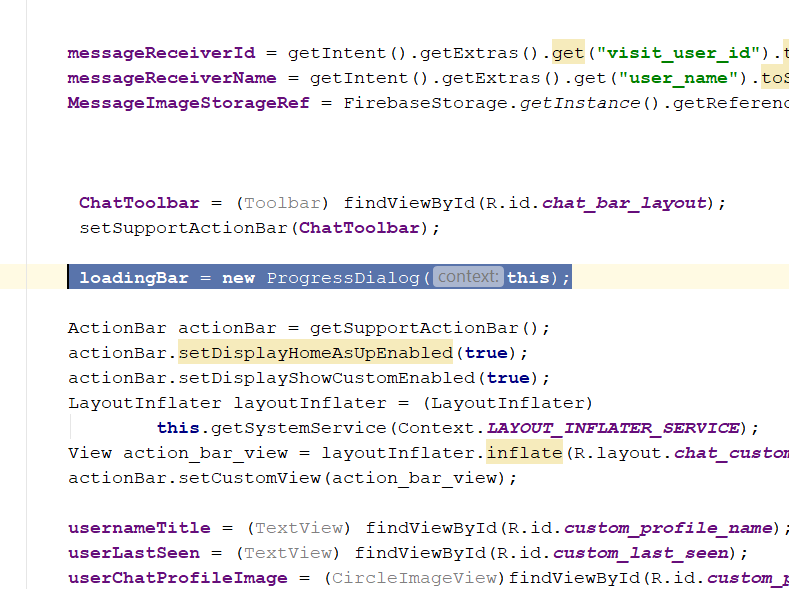 messageReceiverId = getIntent().getExtras().get("visit_user_id").
messageReceiverName = getIntent().getExtras().get("user_name").to
MessageImageStorageRef = FirebaseStorage.getInstance().getReferenc
ChatToolbar = (Toolbar) findViewById(R.id.chat_bar_layout);
setSupportActionBar(ChatToolbar);
loadingBar = new ProgressDialog( context: this);
ActionBar actionBar = getSupportActionBar();
actionBar.setDisplayHomeAsUpEnabled(true);
actionBar.setDisplayShowCustomEnabled(true);
LayoutInflater layoutInflater = (LayoutInflater)
this.getSystemService(Context.LAYOUT_INFLATER_SERVICE);
View action_bar_view = layoutInflater.inflate(R.layout.chat_custom
actionBar.setCustomView(action_bar_view);
usernameTitle = (TextView) findViewById(R.id.custom_profile_name);
userLastSeen = (TextView) findViewById(R.id.custom_last_seen);
userChatProfileImage = (CircleImageView)findViewById(R.id.custom_p